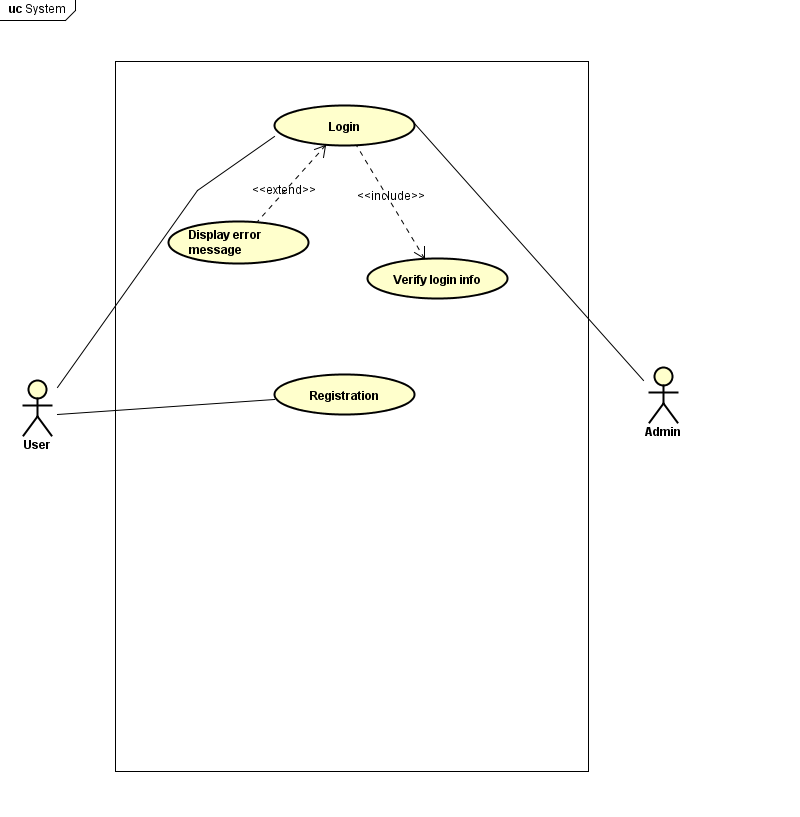 uc System
Login
<<extend>>
<<include>>
Display error
message
Verify login info
Registration
User
Admin